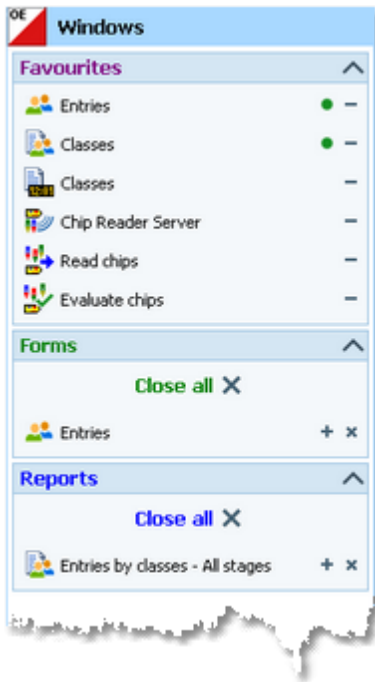 OE
Windows
Favourites
Entries
Classes
Classes
Chip Reader Server
Read chips
Evaluate chips
Forms
Close all
Entries
Reports
Close all
Entries by classes - All stages